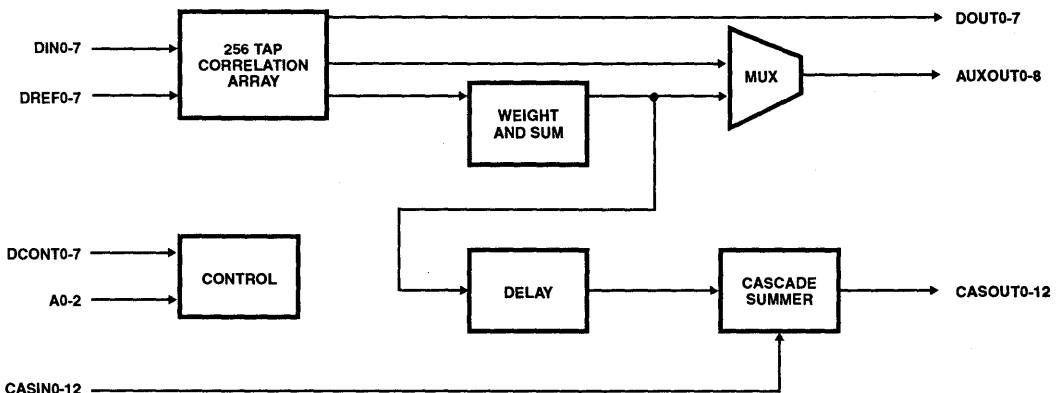 DOUT0-7
DIN0-7
256 TAP
CORRELATION
ARRAY
MUX
AUXOUT0-8
DREF0-7
WEIGHT
AND SUM
DCONT0-7
CONTROL
A0-2
DELAY
CASCADE
SUMMER
CASOUT0-12
CASIN0-12